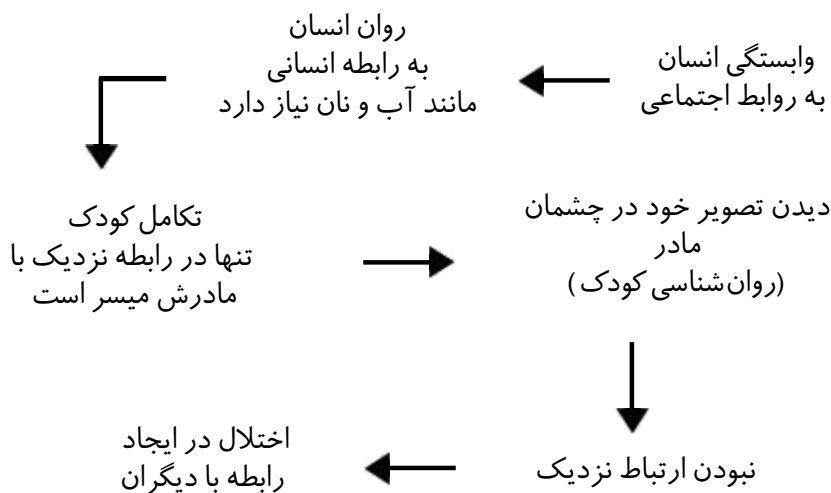 وابستگی انسان
به روابط اجتماعی
روان انسان
به رابطه انسانی
مانند آب و نان نیاز دارد
تکامل کودک
تنها در رابطه نزدیک با
مادرش میسر است
دیدن تصویر خود در چشمان
مادر
(روان‌شناسی کودک)
نبودن ارتباط نزدیک
اختلال در ایجاد
رابطه با دیگران